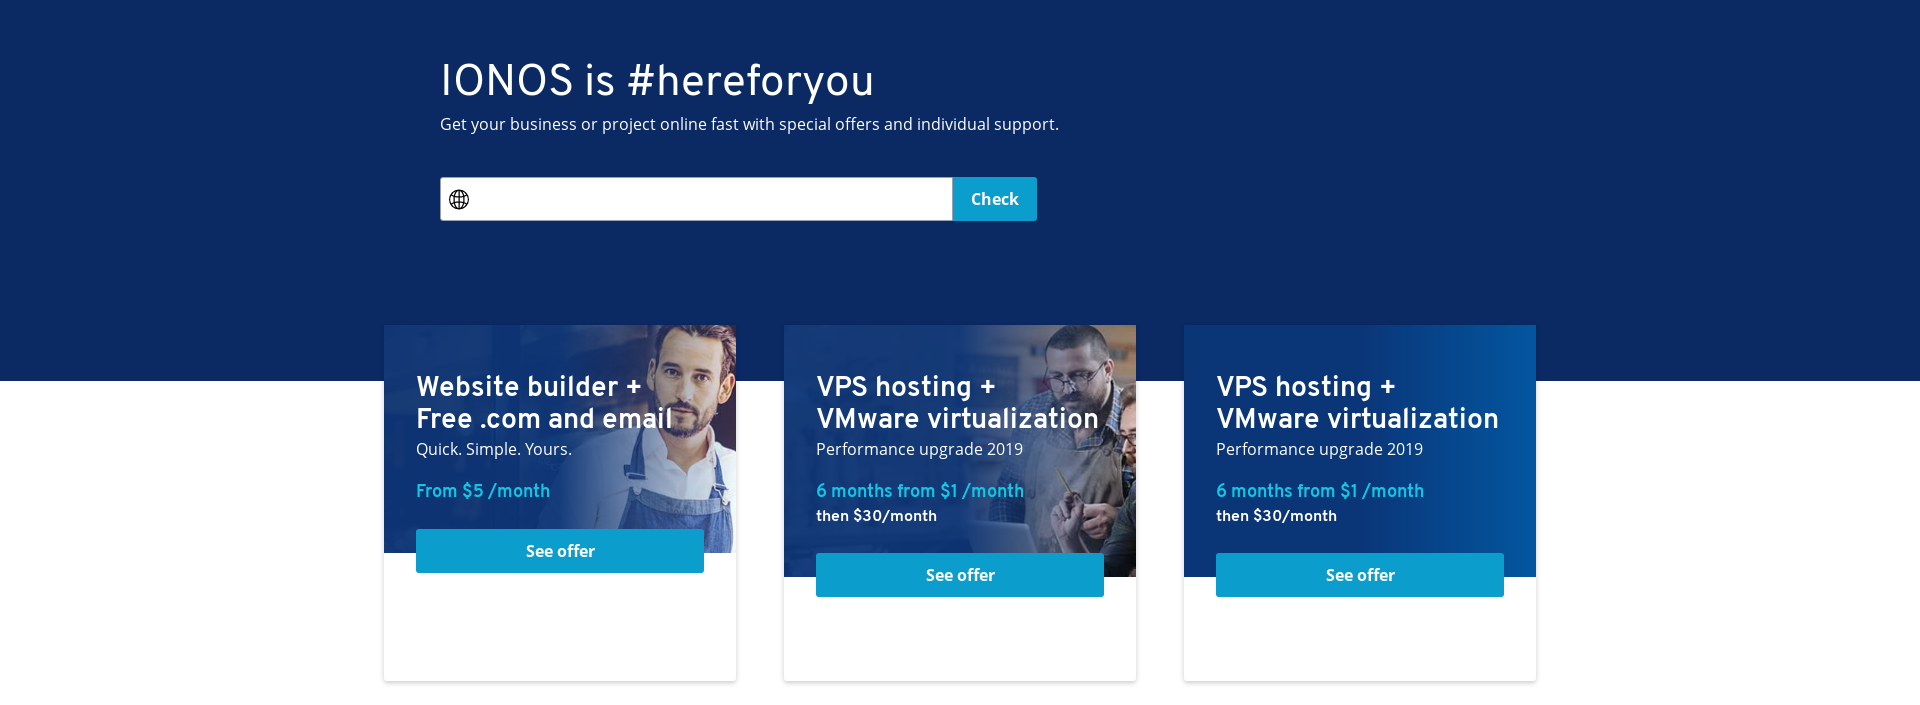 IONOS is #hereforyou
Get your business or project online fast with special offers and individual support.
Check
Website builder +
Free .com and email
Quick. Simple. Yours.
From $5 /month
See offer
VPS hosting +
VMware virtualization
Performance upgrade 2019
6 months from $1 /month
then $30/month
See offer
VPS hosting +
VMware virtualization
Performance upgrade 2019
6 months from $1 /month
then $30/month
See offer